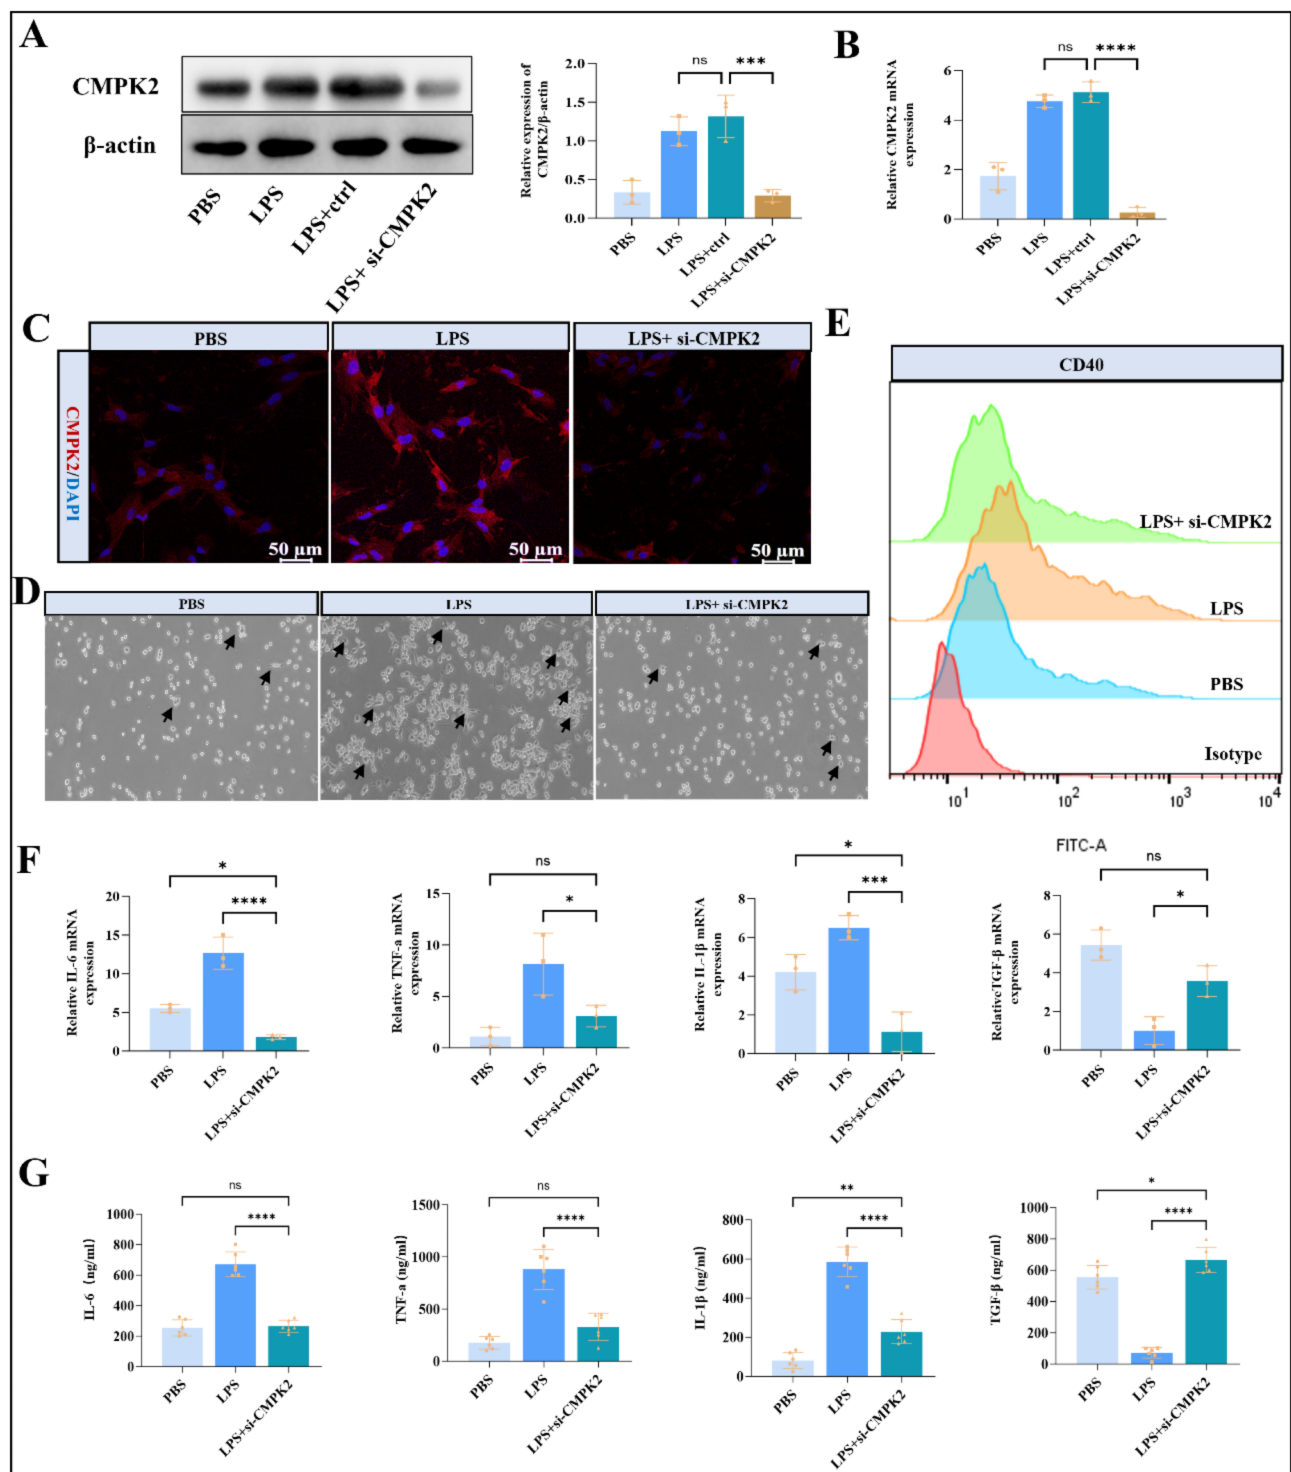 A
CMPK2
β-actin
PBS
LPS
LPS+ctrl
LPS+ si-CMPK2
Relative expression of
CMPK2/β-actin
2.0
1.5
1.0
0.5
0.0
ns
***
PBS
LPS
LPS+ctrl
LPS+si-CMPK2
B
Relative CMPK2 mRNA
expression
6
4
2
0
ns
****
PBS
LPS
LPS+ctrl
LPS+si-CMPK2
C
PBS
LPS
LPS+ si-CMPK2
CMPK2/DAPI
50 µm
50 µm
50 µm
D
PBS
LPS
LPS+ si-CMPK2
E
CD40
LPS+ si-CMPK2
LPS
PBS
Isotype
10¹
10²
10³
10⁴
FITC-A
F
Relative IL-6 mRNA
expression
20
15
10
5
0
*
****
PBS
LPS
LPS+si-CMPK2
Relative TNF-a mRNA
expression
15
10
5
0
ns
*
PBS
LPS
LPS+si-CMPK2
Relative IL-1β mRNA
expression
8
6
4
2
0
*
***
PBS
LPS
LPS+si-CMPK2
RelativeTGF-β mRNA
expression
8
6
4
2
0
ns
*
PBS
LPS
LPS+si-CMPK2
G
IL-6 (ng/ml)
1000
800
600
400
200
0
ns
****
PBS
LPS
LPS+si-CMPK2
TNF-a (ng/ml)
1500
1000
500
0
ns
****
PBS
LPS
LPS+si-CMPK2
IL-1β (ng/ml)
800
600
400
200
0
**
****
PBS
LPS
LPS+si-CMPK2
TGF-β (ng/ml)
1000
800
600
400
200
0
*
****
PBS
LPS
LPS+si-CMPK2